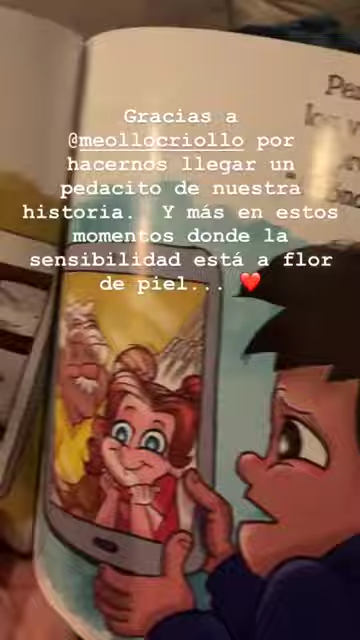 Gracias a
@meollocriollo por
hacernos llegar un
pedacito de nuestra
historia. Y más en estos
momentos donde la
sensibilidad está a flor
de piel... ❤️